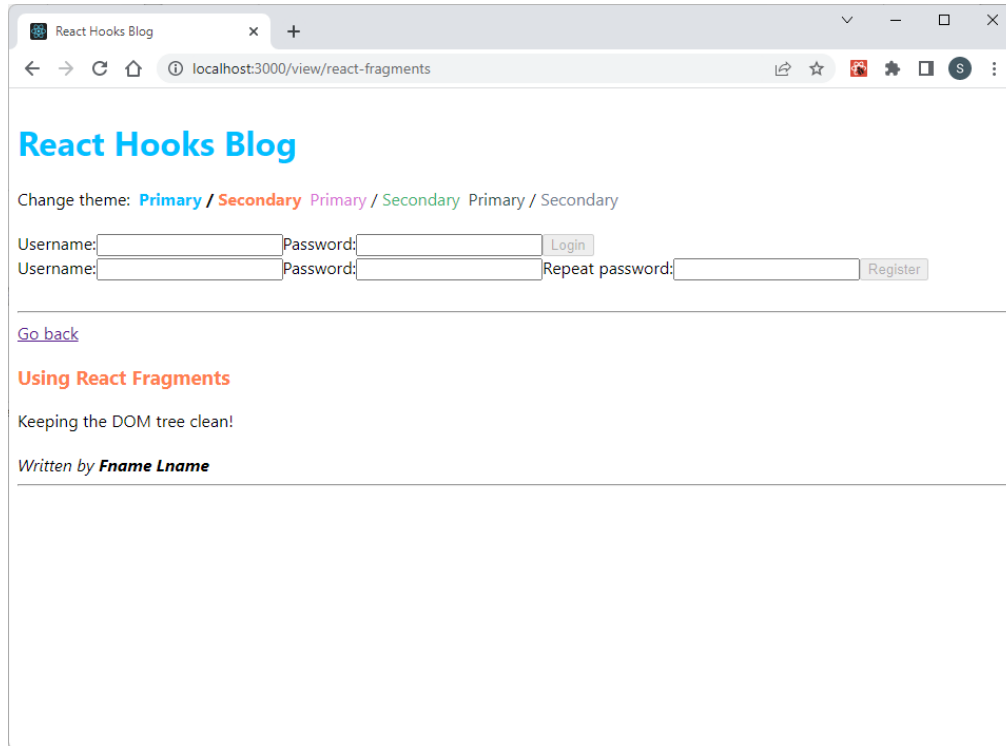 React Hooks Blog
localhost:3000/view/react-fragments
S
React Hooks Blog
Change theme: Primary / Secondary Primary / Secondary Primary / Secondary
Username: Password: Login
Username: Password: Repeat password: Register
Go back
Using React Fragments
Keeping the DOM tree clean!
Written by Fname Lname